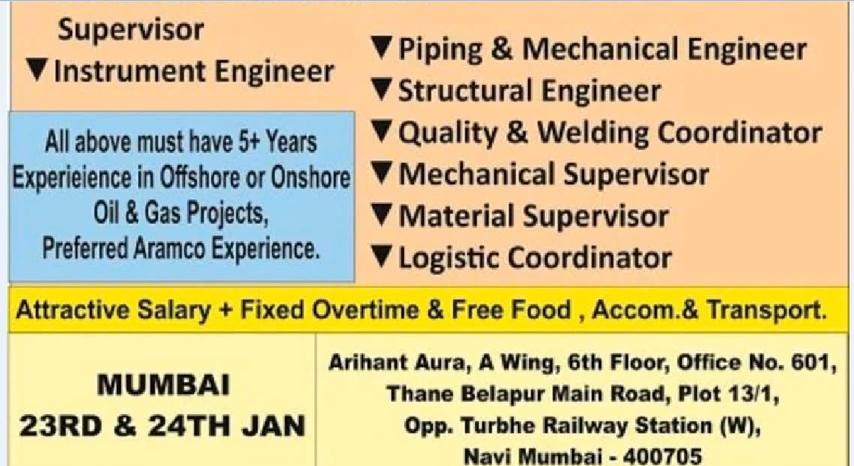 Supervisor
▼ Instrument Engineer
All above must have 5+ Years
Experieience in Offshore or Onshore
Oil & Gas Projects,
Preferred Aramco Experience.
▼ Piping & Mechanical Engineer
▼ Structural Engineer
▼ Quality & Welding Coordinator
▼ Mechanical Supervisor
▼ Material Supervisor
▼ Logistic Coordinator
Attractive Salary + Fixed Overtime & Free Food , Accom.& Transport.
MUMBAI
23RD & 24TH JAN
Arihant Aura, A Wing, 6th Floor, Office No. 601,
Thane Belapur Main Road, Plot 13/1,
Opp. Turbhe Railway Station (W),
Navi Mumbai - 400705